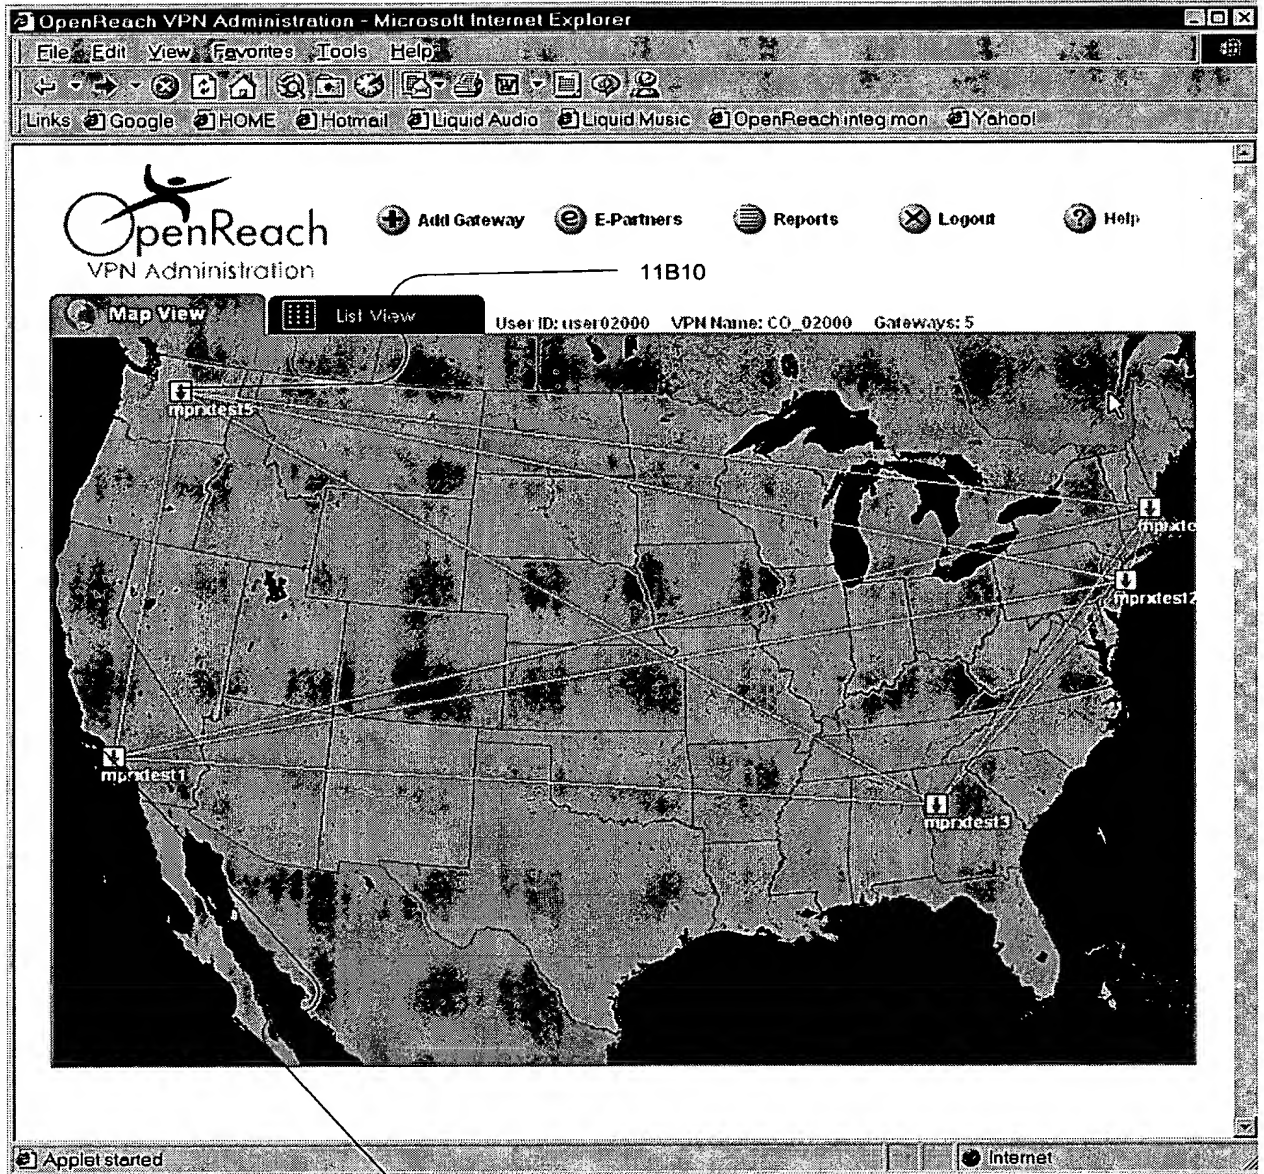 OpenReach VPN Administration - Microsoft Internet Explorer
File Edit View Favorites Tools Help
Links Google HOME Hotmail Liquid Audio Liquid Music OpenReach integ mon Yahoo!
OpenReach
VPN Administration
Add Gateway E-Partners Reports Logout Help
11B10
Map View List View User ID: user02000 VPN Name: CO_02000 Gateways: 5
mprxtest5
mprxte
mprxtest2
mprxtest1
mprxtest3
Applet started Internet